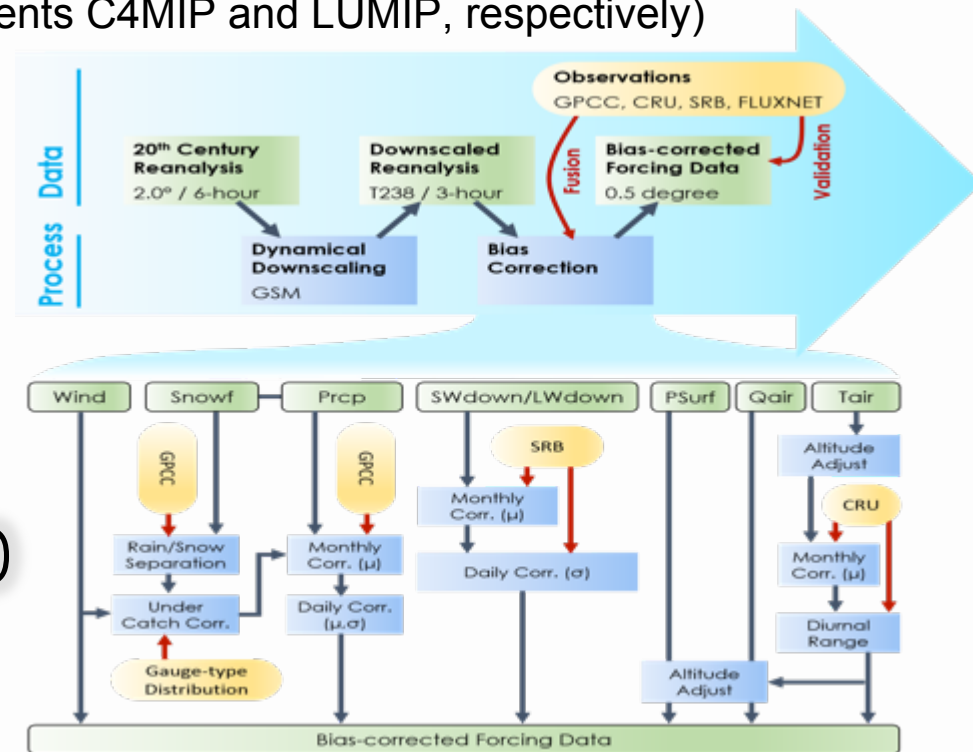 ents C4MIP and LUMIP, respectively)
Observations
GPCC, CRU, SRB, FLUXNET
Data
20th Century
Reanalysis
2.0° / 6-hour
Downscaled
Reanalysis
T238 / 3-hour
Fusion
Bias-corrected
Forcing Data
0.5 degree
Validation
Process
Dynamical
Downscaling
GSM
Bias
Correction
Wind
Snowf
Prcp
SWdown/LWdown
PSurf
Qair
Tair
GPCC
GPCC
SRB
Altitude
Adjust
CRU
Monthly
Corr. (μ)
Rain/Snow
Separation
Monthly
Corr. (μ)
Monthly
Corr. (μ)
Daily Corr. (σ)
Under
Catch Corr.
Daily Corr.
(μ,σ)
Diurnal
Range
)
Gauge-type
Distribution
Altitude
Adjust
Bias-corrected Forcing Data